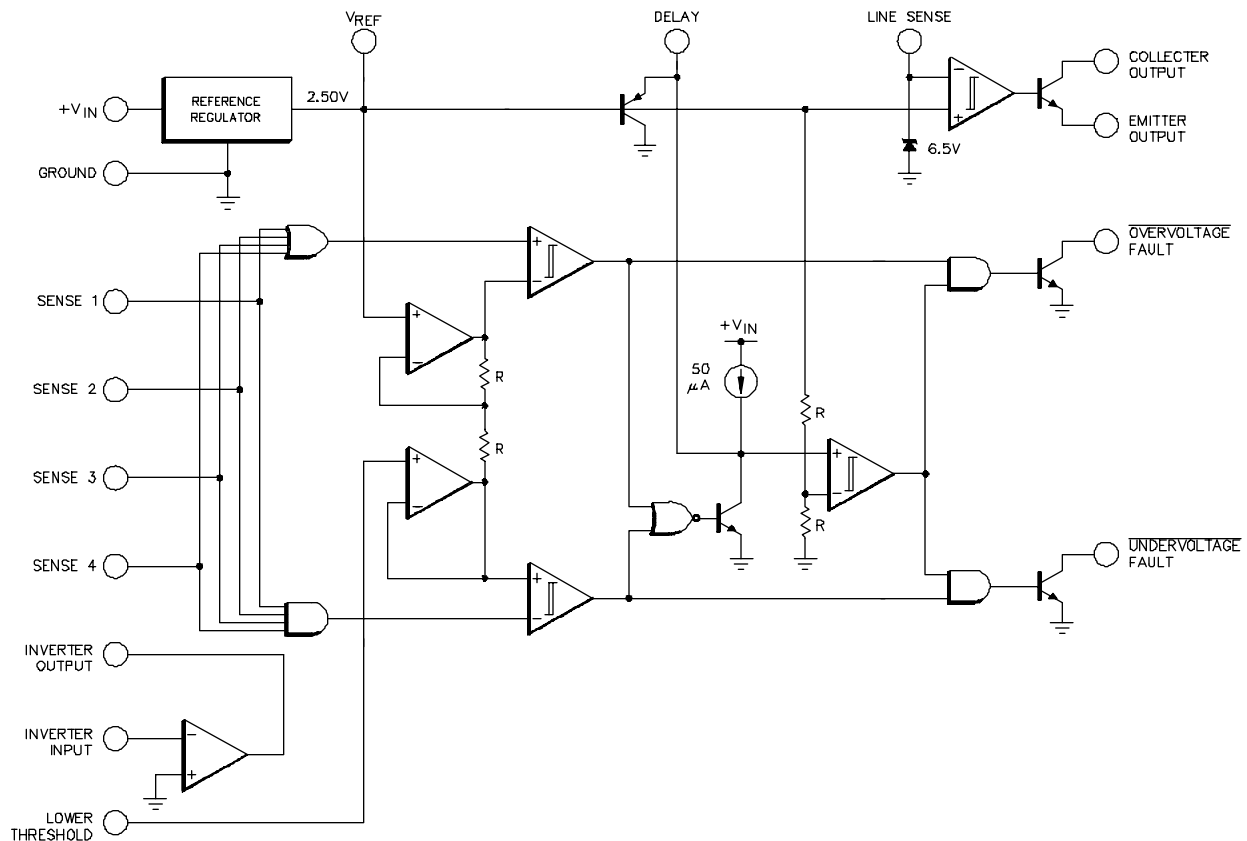 VREF
DELAY
LINE SENSE
COLLECTER
OUTPUT
+VIN
REFERENCE
REGULATOR
2.50V
EMITTER
OUTPUT
6.5V
GROUND
OVERVOLTAGE
FAULT
SENSE 1
+VIN
50
μA
R
SENSE 2
R
R
SENSE 3
R
UNDERVOLTAGE
FAULT
SENSE 4
INVERTER
OUTPUT
INVERTER
INPUT
LOWER
THRESHOLD